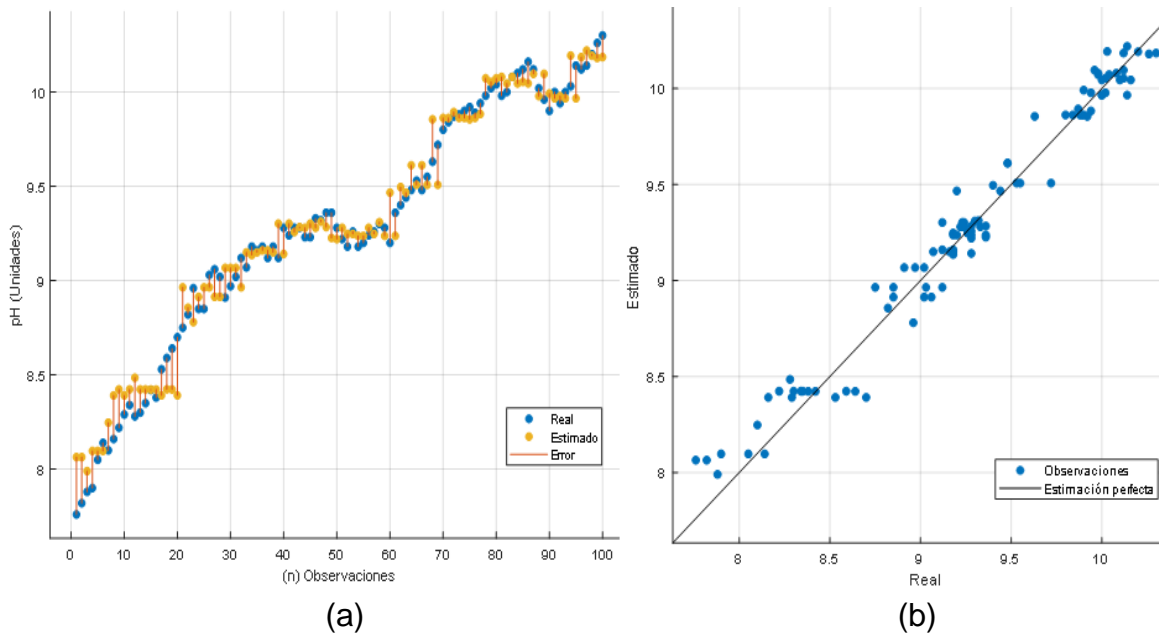 pH (Unidades)
10
9.5
9
8.5
8
0 10 20 30 40 50 60 70 80 90 100
(n) Observaciones
Real
Estimado
Error
(a)
Estimado
10
9.5
9
8.5
8
8 8.5 9 9.5 10
Real
Observaciones
Estimación perfecta
(b)